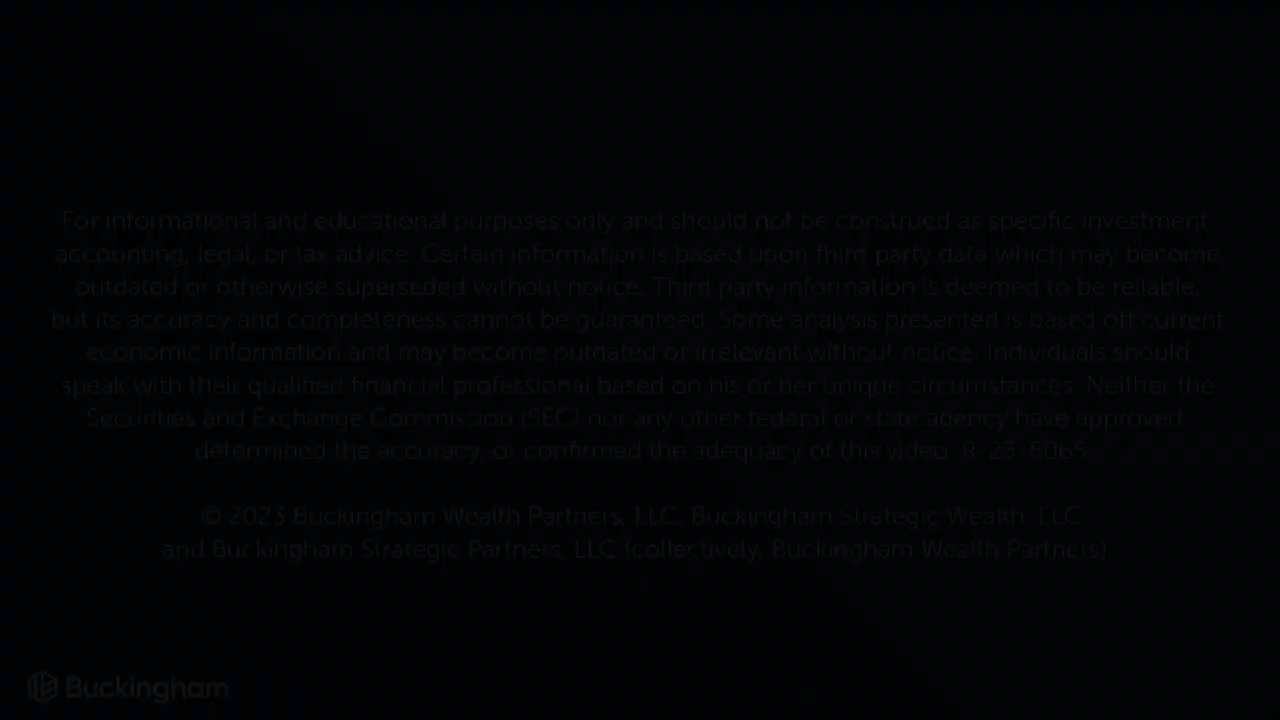 For informational and educational purposes only and should not be construed as specific investment,
accounting, legal, or tax advice. Certain information is based upon third party data which may become
outdated or otherwise superseded without notice. Third party information is deemed to be reliable,
but its accuracy and completeness cannot be guaranteed. Some analysis presented is based off current
economic information and may become outdated or irrelevant without notice. Individuals should
speak with their qualified financial professional based on his or her unique circumstances. Neither the
Securities and Exchange Commission (SEC) nor any other federal or state agency have approved,
determined the accuracy, or confirmed the adequacy of this video. R-23-6065
© 2023 Buckingham Wealth Partners, LLC. Buckingham Strategic Wealth, LLC
and Buckingham Strategic Partners, LLC (collectively, Buckingham Wealth Partners)
Buckingham